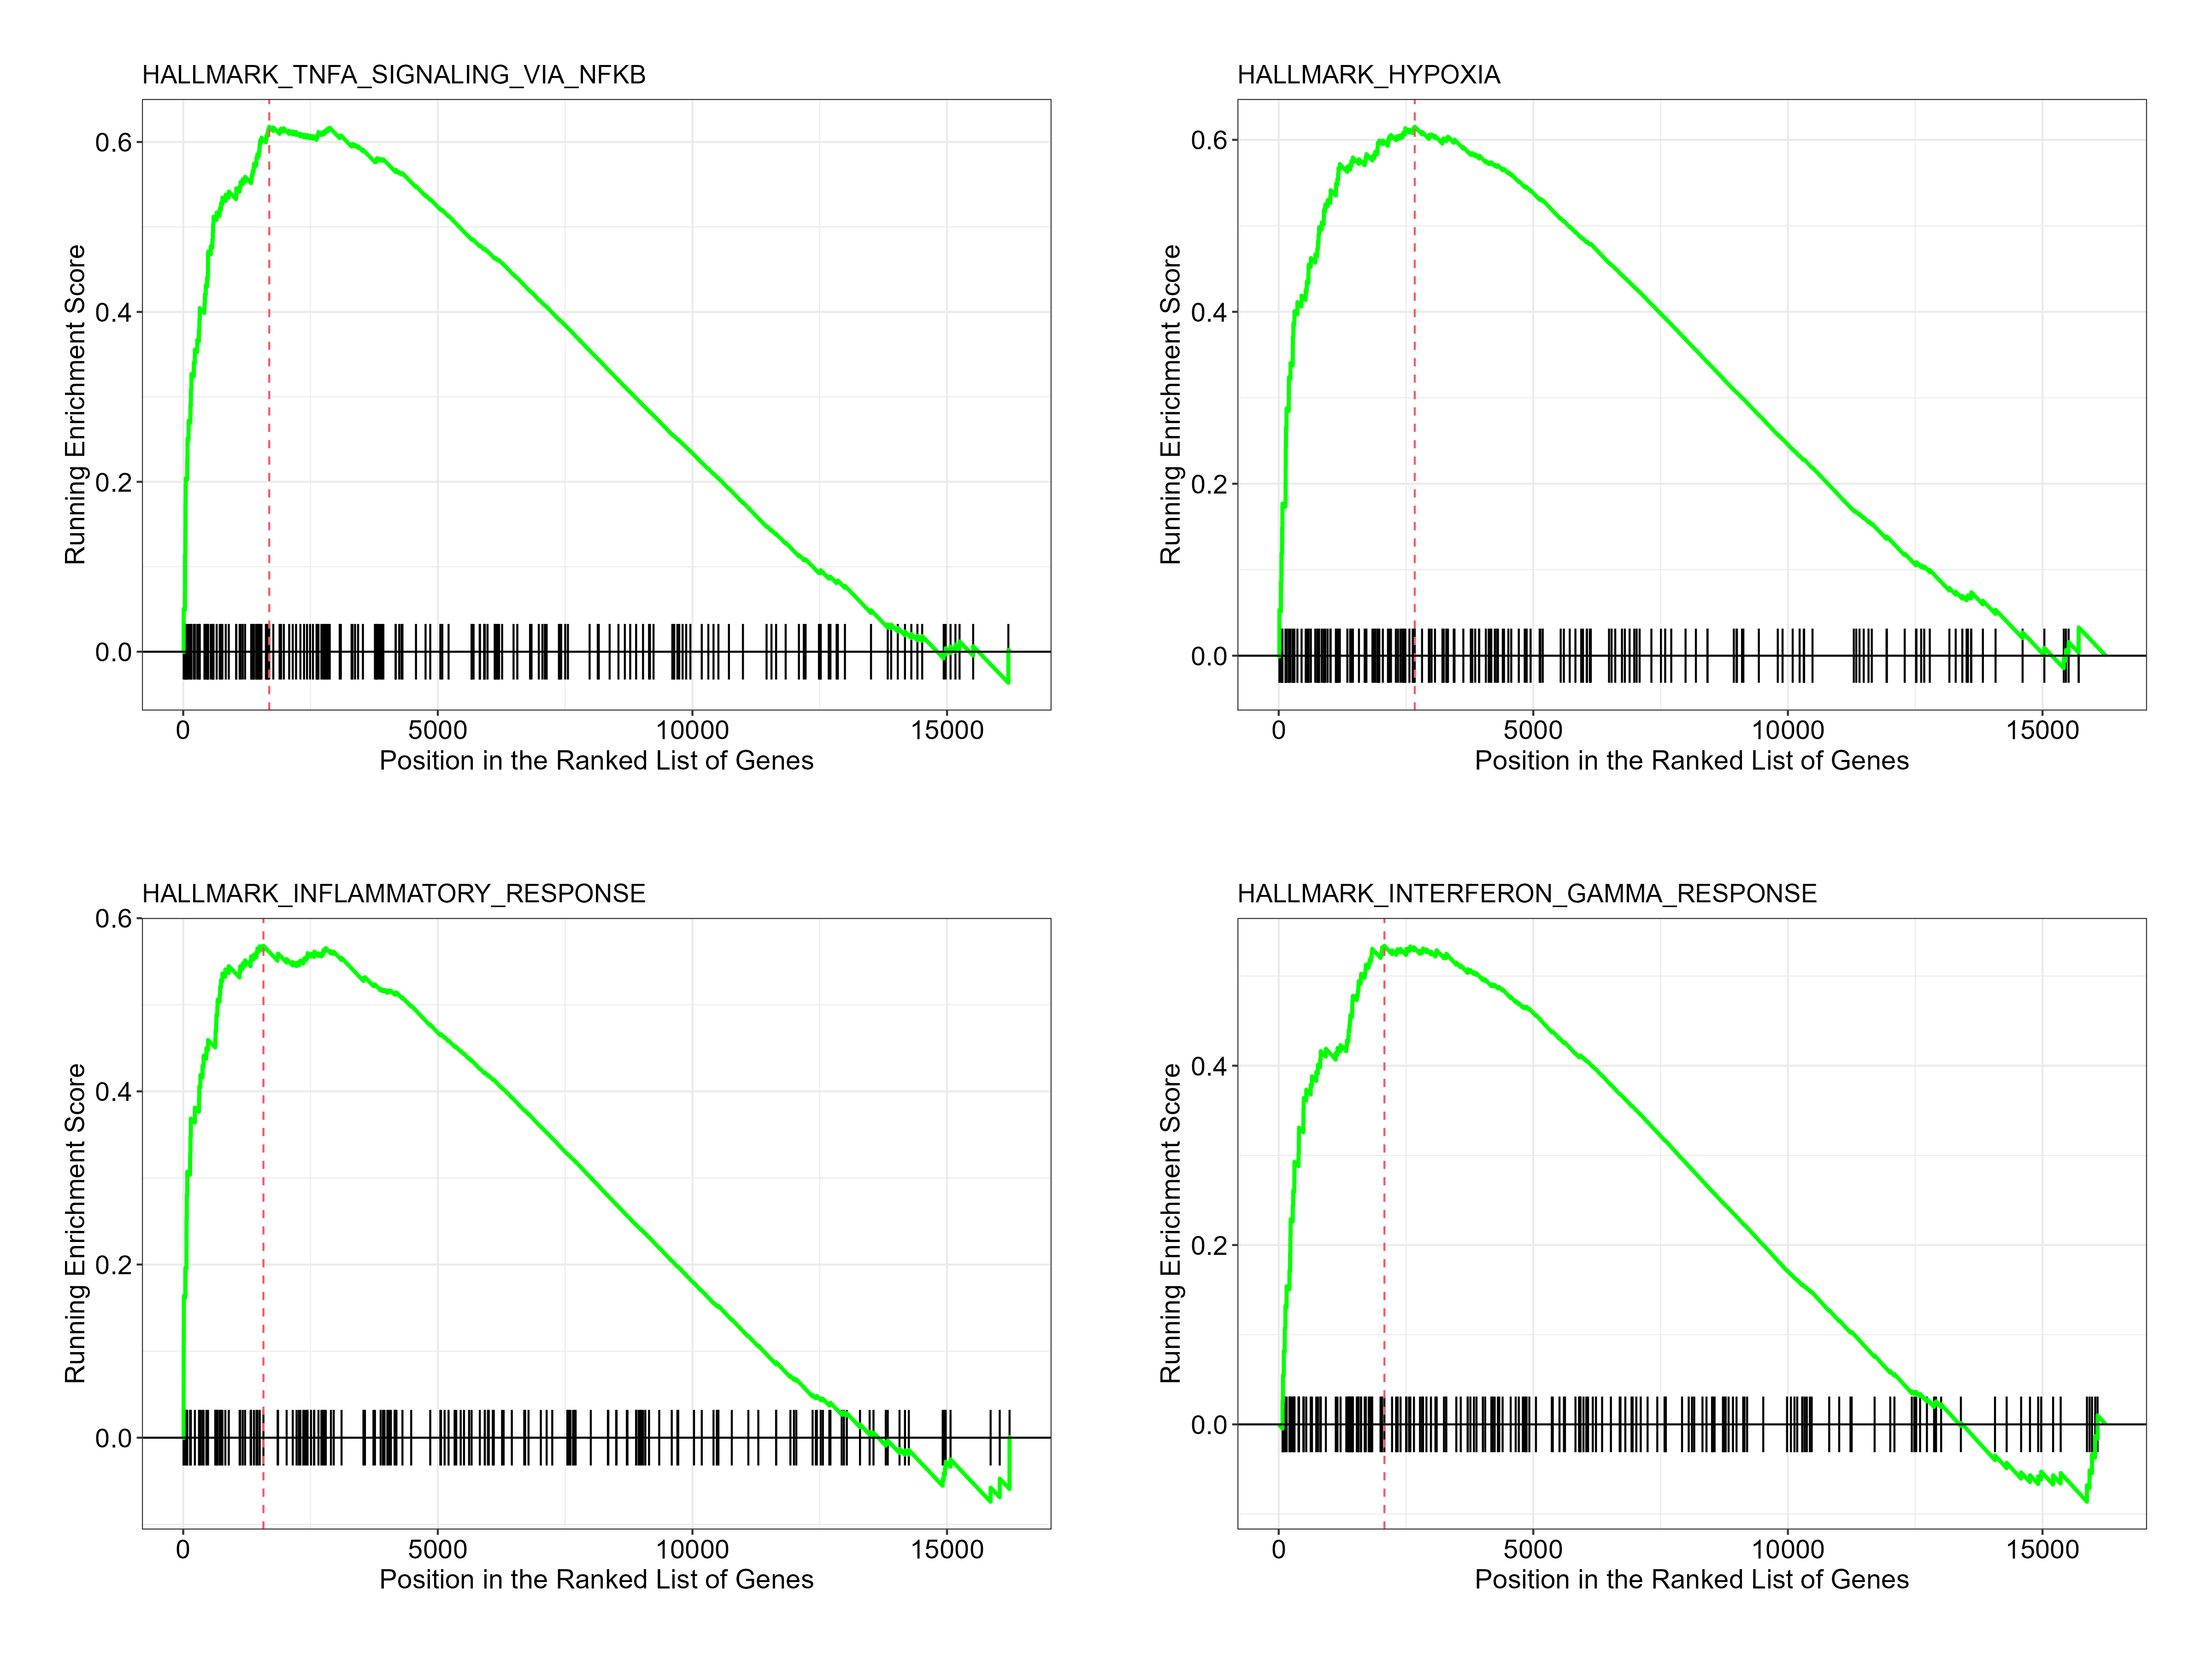 HALLMARK_TNFA_SIGNALING_VIA_NFKB
Running Enrichment Score
0.6
0.4
0.2
0.0
0 5000 10000 15000
Position in the Ranked List of Genes
HALLMARK_HYPOXIA
Running Enrichment Score
0.6
0.4
0.2
0.0
0 5000 10000 15000
Position in the Ranked List of Genes
HALLMARK_INFLAMMATORY_RESPONSE
Running Enrichment Score
0.6
0.4
0.2
0.0
0 5000 10000 15000
Position in the Ranked List of Genes
HALLMARK_INTERFERON_GAMMA_RESPONSE
Running Enrichment Score
0.4
0.2
0.0
0 5000 10000 15000
Position in the Ranked List of Genes